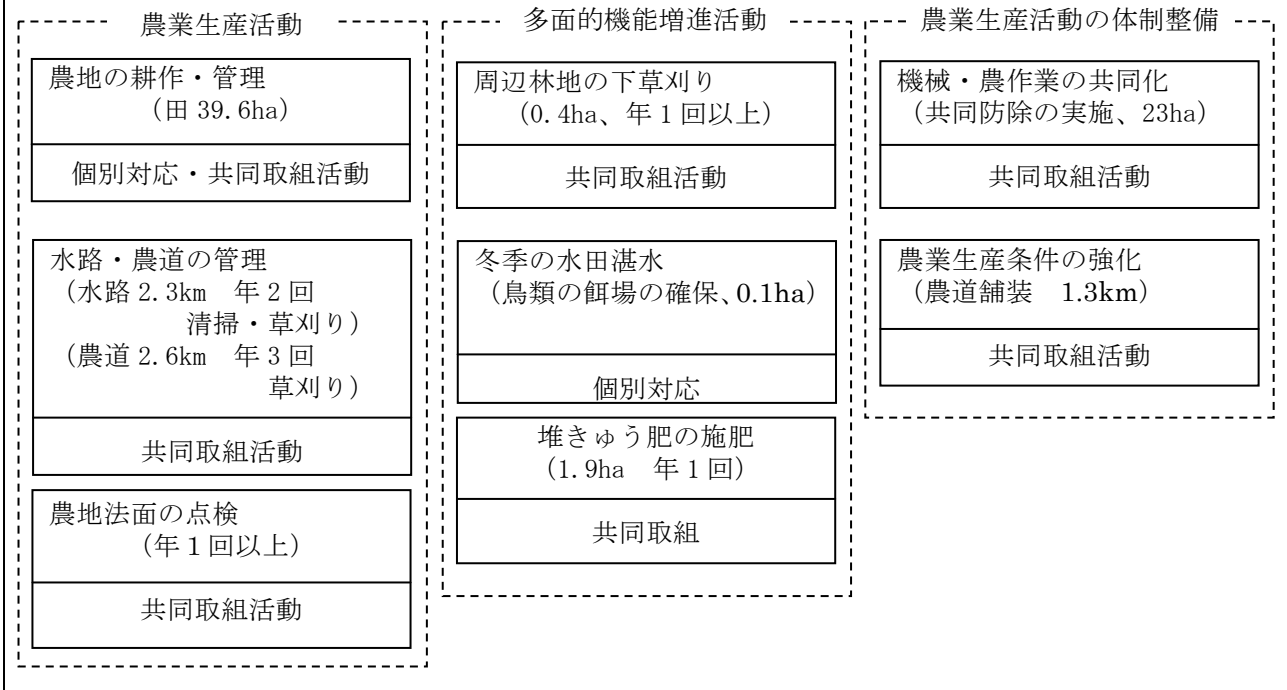 農業生産活動
農地の耕作・管理
（田 39.6ha）
個別対応・共同取組活動
水路・農道の管理
（水路 2.3km　年２回
清掃・草刈り）
（農道 2.6km　年３回
草刈り）
共同取組活動
農地法面の点検
（年１回以上）
共同取組活動
多面的機能増進活動
周辺林地の下草刈り
（0.4ha、年１回以上）
共同取組活動
冬季の水田湛水
（鳥類の餌場の確保、0.1ha）
個別対応
堆きゅう肥の施肥
（1.9ha　年１回）
共同取組
農業生産活動の体制整備
機械・農作業の共同化
（共同防除の実施、23ha）
共同取組活動
農業生産条件の強化
（農道舗装　1.3km）
共同取組活動